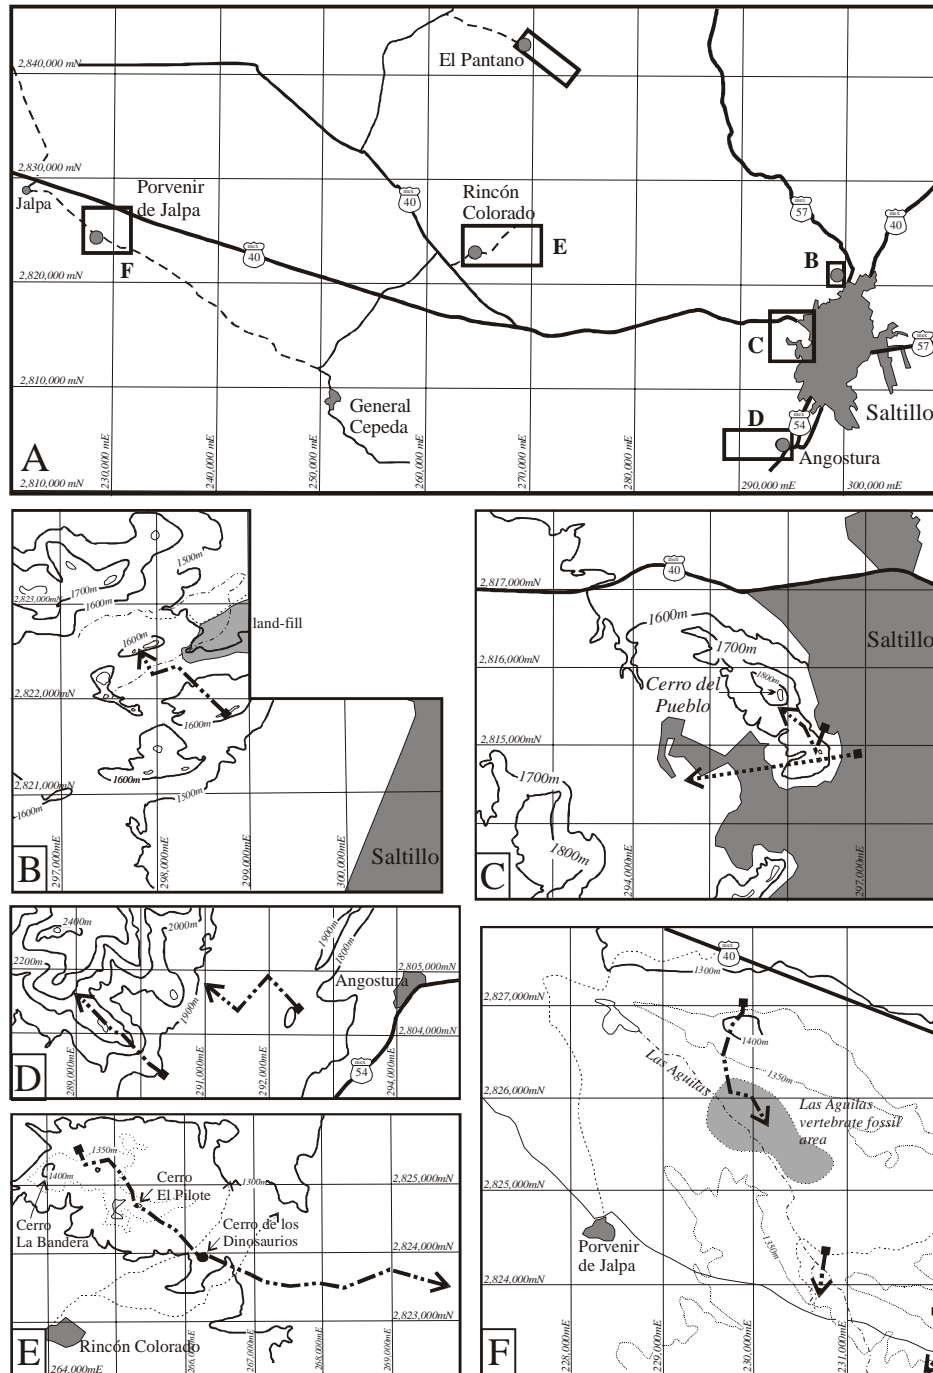 El Pantano
2,840,000 mN
2,830,000 mN
Jalpa
Porvenir
de Jalpa
mex
40
Rincón
Colorado
mex
57
mex
40
E
F
mex
40
B
2,820,000 mN
C
mex
57
2,810,000 mN
General
Cepeda
Saltillo
mex
54
D
Angostura
A
2,810,000 mN
230,000 mE
240,000 mE
250,000 mE
260,000 mE
270,000 mE
280,000 mE
290,000 mE
300,000 mE
1500m
1700m
1600m
2,823,000mN
land-fill
1600m
2,822,000mN
1600m
1600m
2,821,000mN
1500m
1600m
297,000mE
298,000mE
299,000mE
300,000mE
Saltillo
B
mex
40
2,817,000mN
1600m
Saltillo
1700m
2,816,000mN
1800m
Cerro del
Pueblo
2,815,000mN
1700m
1800m
294,000mE
297,000mE
C
2400m
2000m
1900m
1800m
2200m
2,805,000mN
Angostura
1900m
2,804,000mN
289,000mE
291,000mE
292,000mE
294,000mE
mex
54
D
1350m
1400m
Cerro
El Pilote
1300m
2,825,000mN
Cerro
La Bandera
Cerro de los
Dinosaurios
2,824,000mN
2,823,000mN
Rincón Colorado
E
264,000mE
266,000mE
267,000mE
268,000mE
269,000mE
mex
40
1300m
2,827,000mN
1400m
Las Aguilas
1350m
2,826,000mN
Las Aguilas
vertebrate fossil
area
2,825,000mN
1350m
Porvenir
de Jalpa
2,824,000mN
228,000mE
229,000mE
230,000mE
231,000mE
F